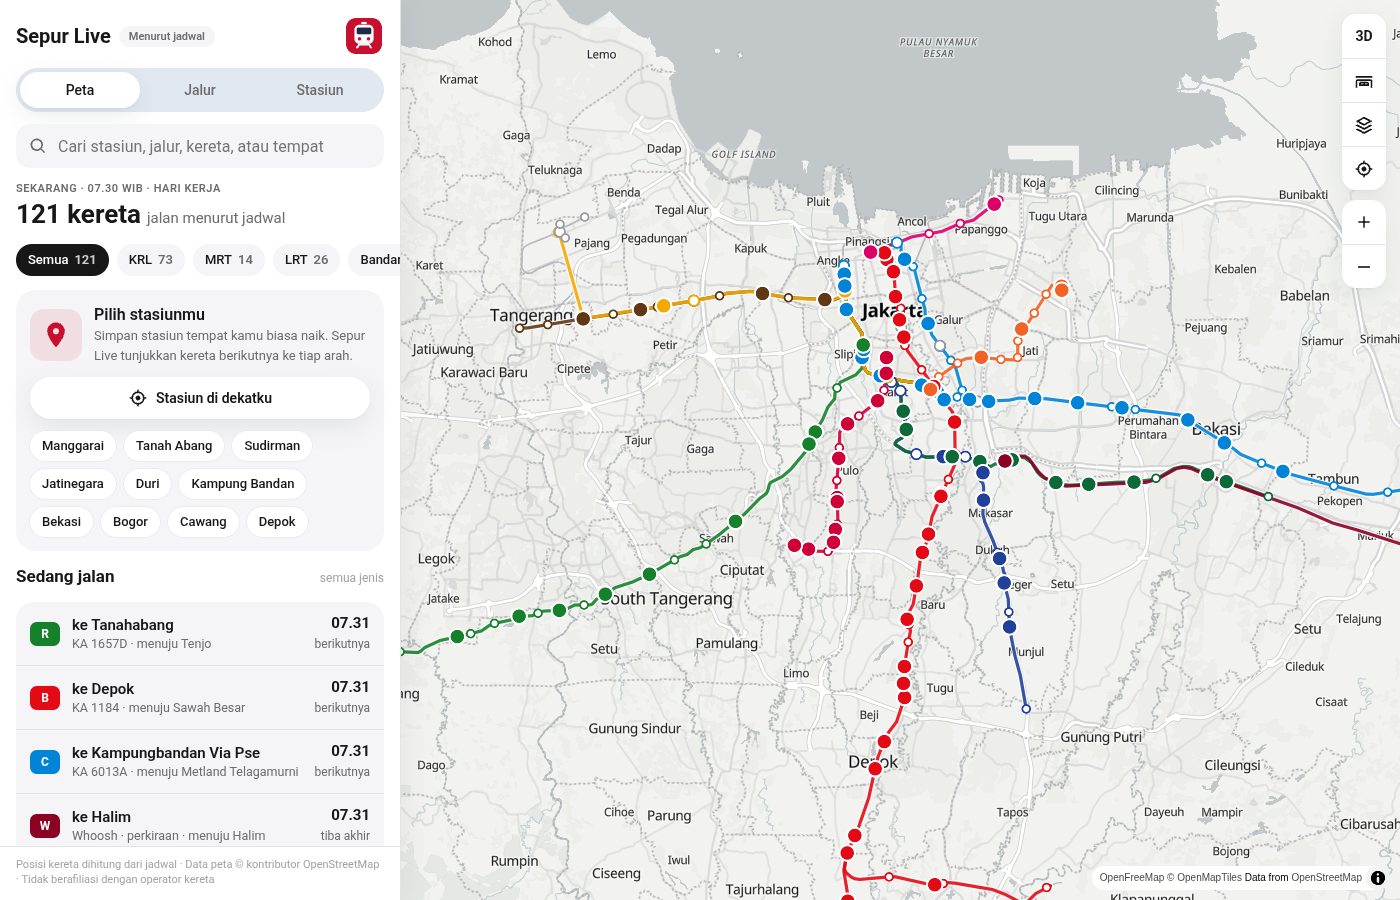 Sepur Live
Menurut jadwal
Peta
Jalur
Stasiun
Cari stasiun, jalur, kereta, atau tempat
SEKARANG · 07.30 WIB · HARI KERJA
121 kereta jalan menurut jadwal
Semua 121
KRL 73
MRT 14
LRT 26
Bandar
Pilih stasiunmu
Simpan stasiun tempat kamu biasa naik. Sepur
Live tunjukkan kereta berikutnya ke tiap arah.
Stasiun di dekatku
Manggarai
Tanah Abang
Sudirman
Jatinegara
Duri
Kampung Bandan
Bekasi
Bogor
Cawang
Depok
Sedang jalan
semua jenis
R
ke Tanahabang
07.31
KA 1657D · menuju Tenjo
berikutnya
B
ke Depok
07.31
KA 1184 · menuju Sawah Besar
berikutnya
C
ke Kampungbandan Via Pse
07.31
KA 6013A · menuju Metland Telagamurni
berikutnya
W
ke Halim
07.31
Whoosh · perkiraan · menuju Halim
tiba akhir
Posisi kereta dihitung dari jadwal · Data peta © kontributor OpenStreetMap
· Tidak berafiliasi dengan operator kereta
3D
Kohod
Lemo
PULAU NYAMUK
BESAR
Kramat
Gaga
Dadap
GOLF ISLAND
Huripjaya
Teluknaga
Benda
Koja
Cilincing
Bunibakti
Pluit
Tegal Alur
Ancol
Tugu Utara
Marunda
Papanggo
Pajang
Pegadungan
Kapuk
Pinangsi
Angke
Karet
Kebalen
Babelan
Tangerang
Jakarta
Galur
Pejuang
Sriamur
Srimahi
Jatiuwung
Petir
Slip
Jati
Karawaci Baru
Cipete
Perumahan
Bintara
Bekasi
Tajur
Gaga
Pulo
Tambun
Pekopen
Makasar
Sawah
Legok
Ciputat
Setu
Jatake
South Tangerang
Baru
Telajung
Setu
Setu
Pamulang
Munjul
Limo
Cileduk
Tugu
Cisaat
Beji
Gunung Sindur
Gunung Putri
Dago
Depok
Cileungsi
Cihoe
Parung
Tapos
Dayeuh
Mampir
Cibarusah
Rumpin
Iwul
Bojong
Ciseeng
Tajurhalang
Klapanunggal
OpenFreeMap © OpenMapTiles Data from OpenStreetMap